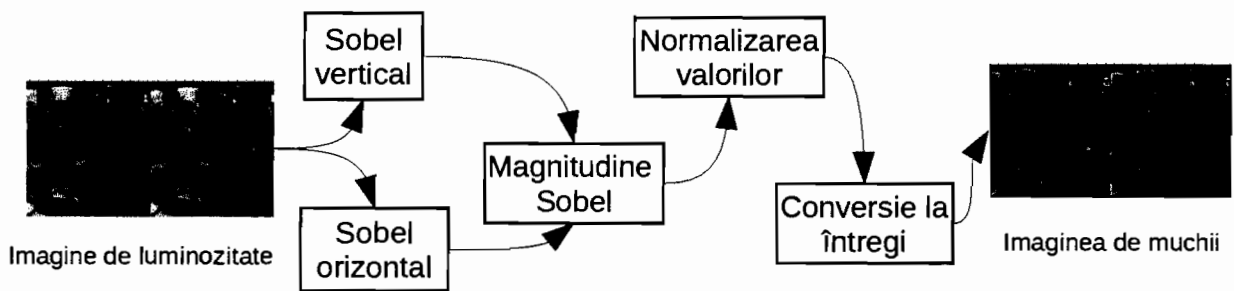 Imagine de luminozitate
Sobel
vertical
Sobel
orizontal
Magnitudine
Sobel
Normalizarea
valorilor
Conversie la
întregi
Imaginea de muchii